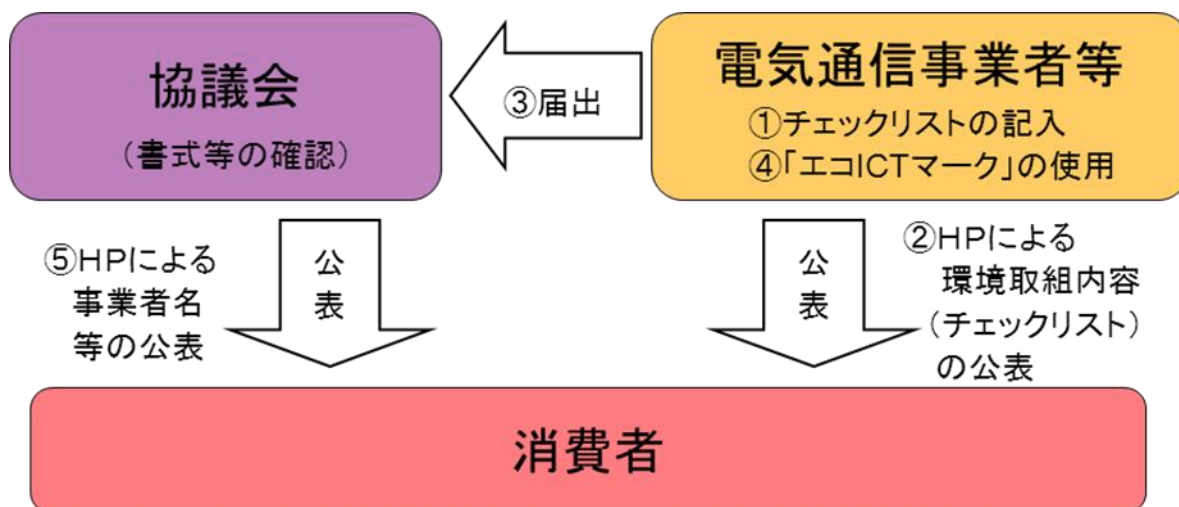 協議会
(書式等の確認)
③届出
電気通信事業者等
①チェックリストの記入
④「エコICTマーク」の使用
⑤HPによる
事業者名
等の公表
公
表
公
表
②HPによる
環境取組内容
(チェックリスト)
の公表
消費者